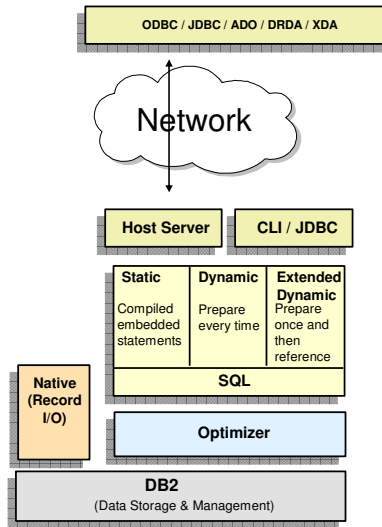 ODBC / JDBC / ADO / DRDA / XDA
Network
Host Server
CLI / JDBC
Static
Compiled
embedded
statements
Dynamic
Prepare
every time
Extended
Dynamic
Prepare
once and
then
reference
SQL
Native
(Record
I/O)
Optimizer
DB2
(Data Storage & Management)